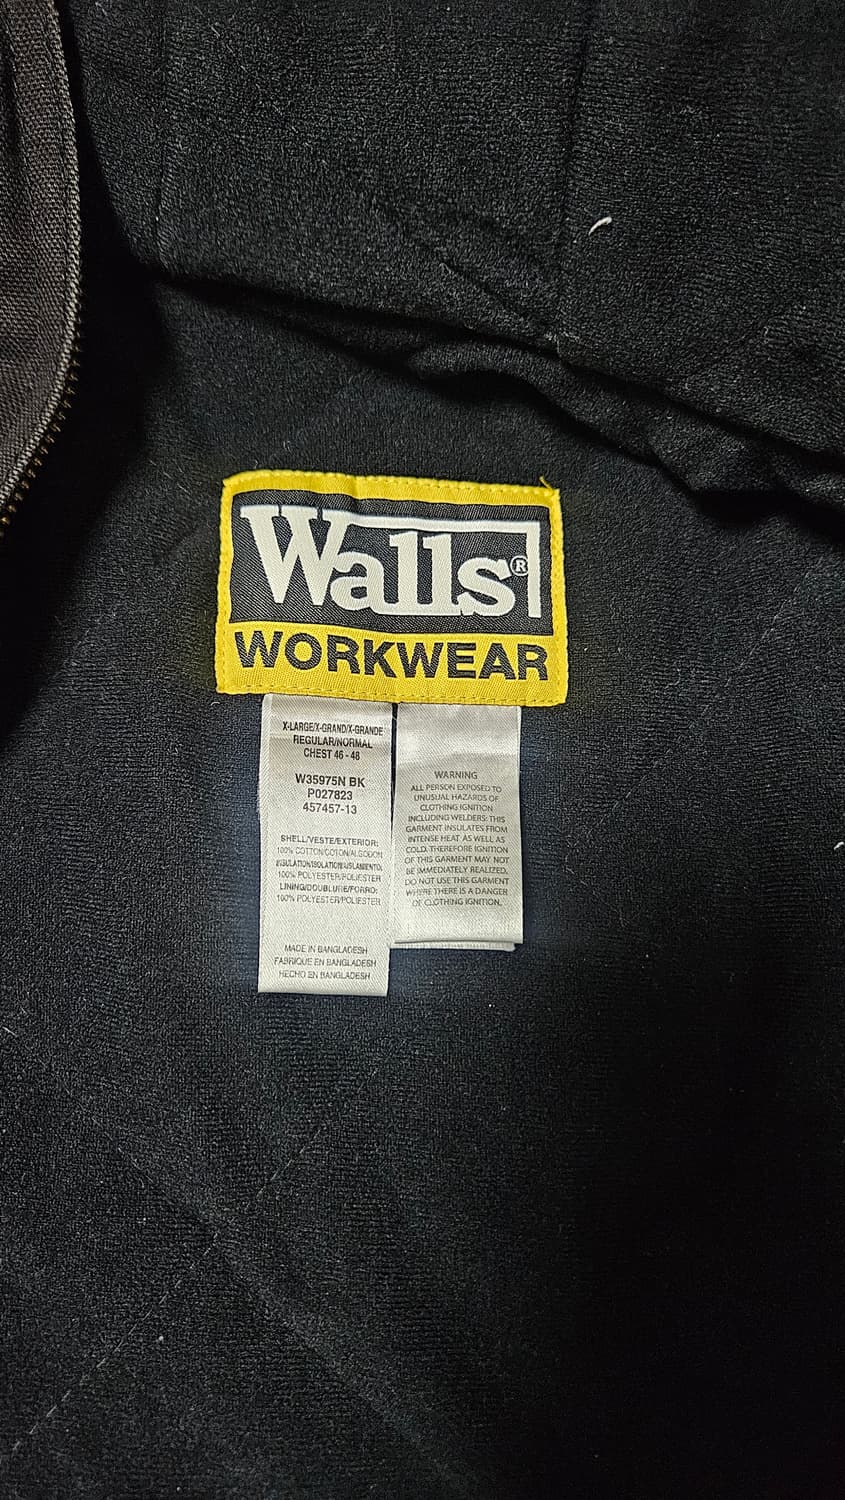 Walls®
WORKWEAR
X-LARGE/X-GRAND/X-GRANDE
REGULAR/NORMAL
CHEST 46 - 48
W35975N BK
P027823
457457-13
SHELL/VESTE/EXTERIOR:
100% COTTON/COTON/ALGODON
INSULATION/ISOLATION/AISLAMIENTO:
100% POLYESTER/POLIESTER
LINING/DOUBLURE/FORRO:
100% POLYESTER/POLIESTER
MADE IN BANGLADESH
FABRIQUE EN BANGLADESH
HECHO EN BANGLADESH
WARNING
ALL PERSON EXPOSED TO
UNUSUAL HAZARDS OF
CLOTHING IGNITION
INCLUDING WELDERS: THIS
GARMENT INSULATES FROM
INTENSE HEAT AS WELL AS
COLD. THEREFORE IGNITION
OF THIS GARMENT MAY NOT
BE IMMEDIATELY REALIZED.
DO NOT USE THIS GARMENT
WHERE THERE IS A DANGER
OF CLOTHING IGNITION.